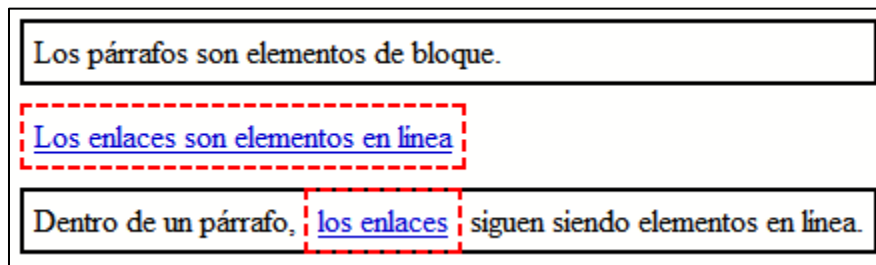 Los párrafos son elementos de bloque.
Los enlaces son elementos en línea
Dentro de un párrafo, los enlaces siguen siendo elementos en línea.